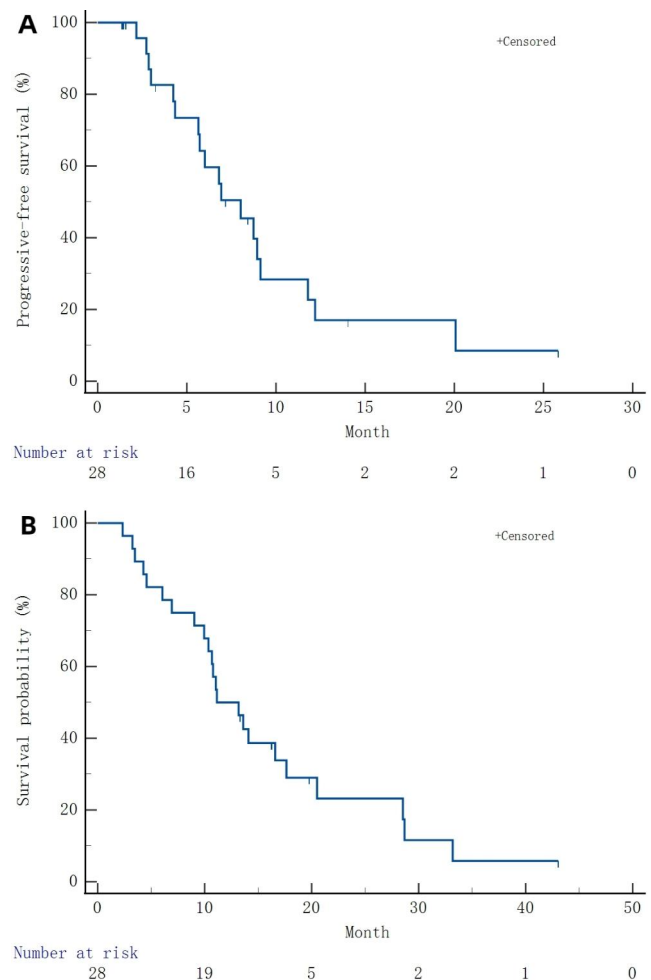 A
+Censored
Progressive-free survival (%)
100
80
60
40
20
0
0 5 10 15 20 25 30
Month
Number at risk
28 16 5 2 2 1 0
B
+Censored
Survival probability (%)
100
80
60
40
20
0
0 10 20 30 40 50
Month
Number at risk
28 19 5 2 1 0